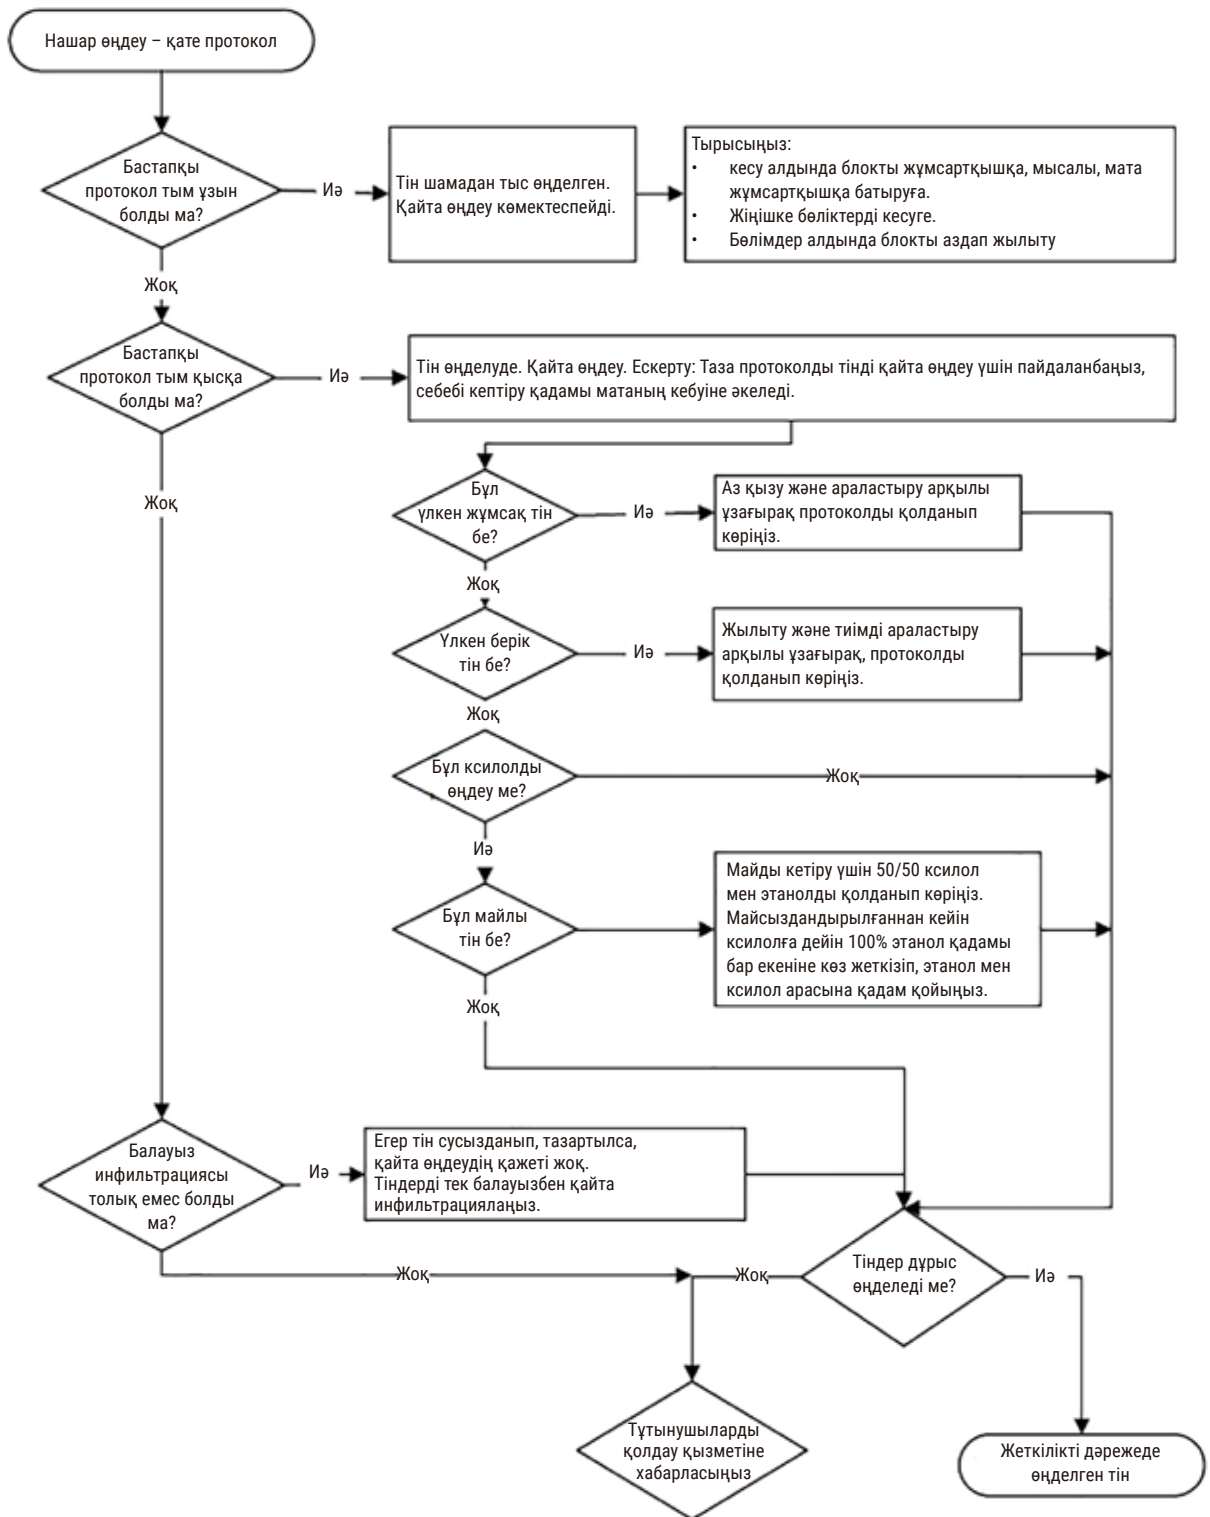 Нашар өңдеу – қате протокол
Бастапқы
протокол тым ұзын
болды ма?
Иә
Тін шамадан тыс өңделген.
Қайта өңдеу көмектеспейді.
Тырысыңыз:
• кесу алдында блокты жұмсартқышқа, мысалы, мата
жұмсартқышқа батыруға.
• Жіңішке бөліктерді кесуге.
• Бөлімдер алдында блокты аздап жылыту
Жоқ
Бастапқы
протокол тым қысқа
болды ма?
Иә
Тін өңделуде. Қайта өңдеу. Ескерту: Таза протоколды тінді қайта өңдеу үшін пайдаланбаңыз,
себебі кептіру қадамы матаның кебуіне әкеледі.
Жоқ
Бұл
үлкен жұмсақ тін
бе?
Иә
Аз қызу және араластыру арқылы
ұзағырақ протоколды қолданып
көріңіз.
Жоқ
Үлкен берік
тін бе?
Иә
Жылыту және тиімді араластыру
арқылы ұзағырақ, протоколды
қолданып көріңіз.
Жоқ
Бұл ксилолды
өңдеу ме?
Жоқ
Иә
Бұл майлы
тін бе?
Майды кетіру үшін 50/50 ксилол
мен этанолды қолданып көріңіз.
Майсыздандырылғаннан кейін
ксилолға дейін 100% этанол қадамы
бар екеніне көз жеткізіп, этанол мен
ксилол арасына қадам қойыңыз.
Жоқ
Балауыз
инфильтрациясы
толық емес болды
ма?
Иә
Егер тін сусызданып, тазартылса,
қайта өңдеудің қажеті жоқ.
Тіндерді тек балауызбен қайта
инфильтрациялаңыз.
Жоқ
Жоқ
Тіндер дұрыс
өңделеді ме?
Иә
Тұтынушыларды
қолдау қызметіне
хабарласыңыз
Жеткілікті дәрежеде
өңделген тін